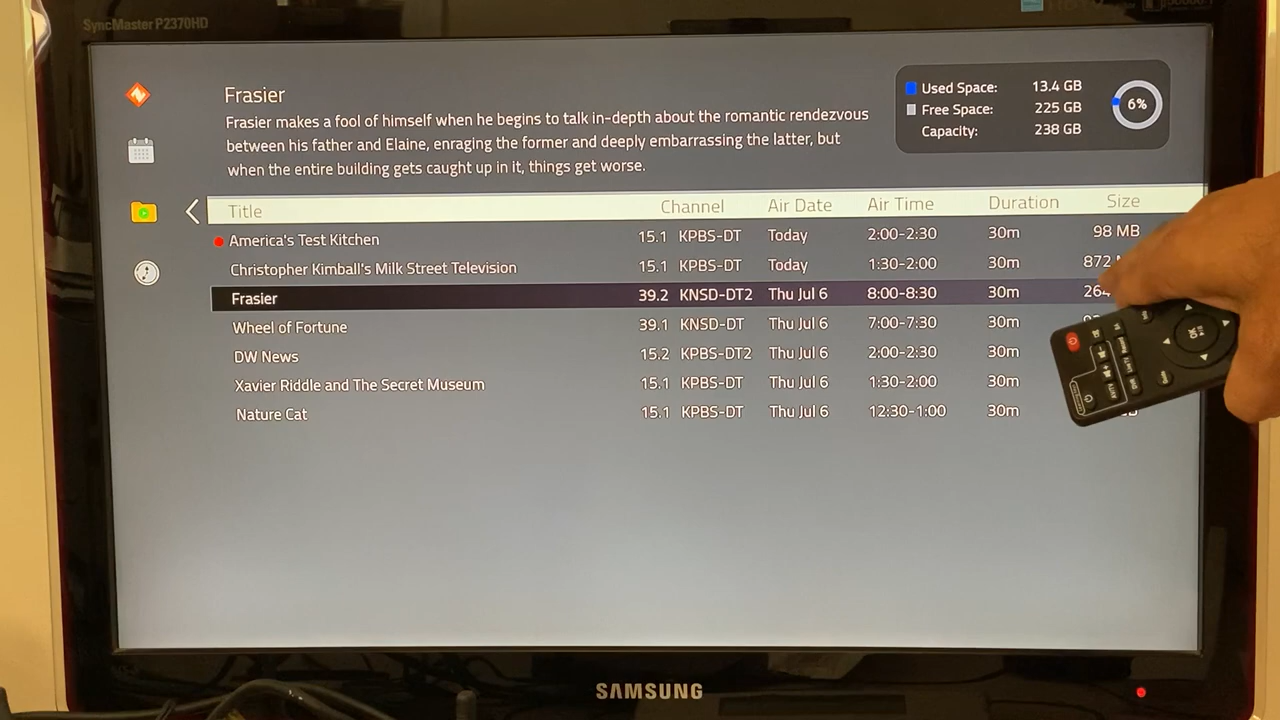 SyncMaster P2370HD
Frasier
Frasier makes a fool of himself when he begins to talk in-depth about the romantic rendezvous
between his father and Elaine, enraging the former and deeply embarrassing the latter, but
when the entire building gets caught up in it, things get worse.
Used Space: 13.4 GB
Free Space: 225 GB
Capacity: 238 GB
6%
Title Channel Air Date Air Time Duration Size
America's Test Kitchen 15.1 KPBS-DT Today 2:00-2:30 30m 98 MB
Christopher Kimball's Milk Street Television 15.1 KPBS-DT Today 1:30-2:00 30m 872
Frasier 39.2 KNSD-DT2 Thu Jul 6 8:00-8:30 30m 264
Wheel of Fortune 39.1 KNSD-DT Thu Jul 6 7:00-7:30 30m
DW News 15.2 KPBS-DT2 Thu Jul 6 2:00-2:30 30m
Xavier Riddle and The Secret Museum 15.1 KPBS-DT Thu Jul 6 1:30-2:00 30m
Nature Cat 15.1 KPBS-DT Thu Jul 6 12:30-1:00 30m
OK
SAMSUNG